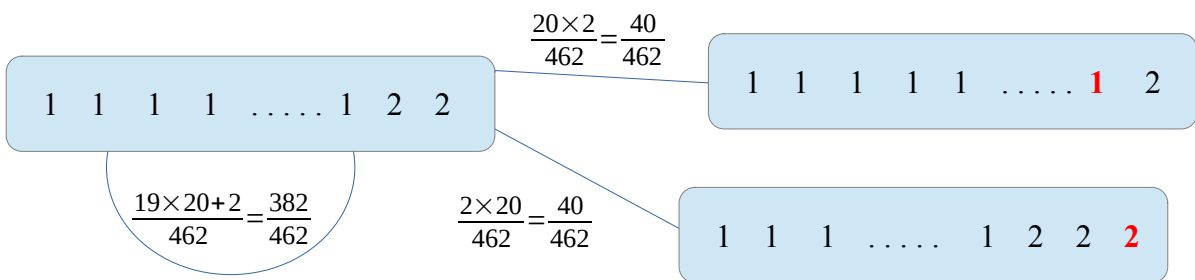 20×2/462=40/462
1 1 1 1 1 ..... 1 2
1 1 1 1 ..... 1 2 2
19×20+2/462=382/462
2×20/462=40/462
1 1 1 ..... 1 2 2 2